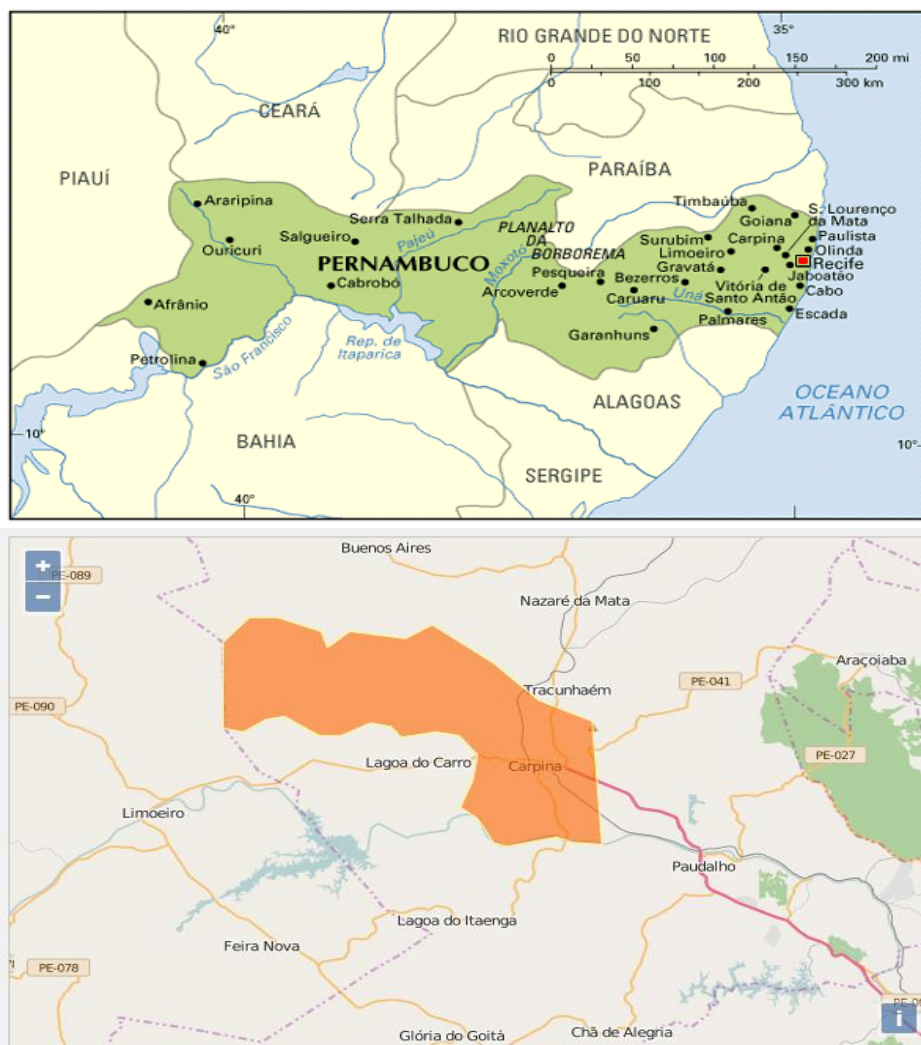 40°
35°
RIO GRANDE DO NORTE
0 50 100 150 200 mi
0 100 200 300 km
CEARÁ
PIAUÍ
PARAÍBA
Araripina
Timbaúba
S. Lourenço
da Mata
Goiana
Serra Talhada
PLANALTO
DA
BORBOREMA
Pajeú
Moxotó
Ouricuri
Salgueiro
Surubim
Carpina
Paulista
Limoeiro
Olinda
PERNAMBUCO
Pesqueira
Bezerros
Gravatá
Recife
Jaboatão
Cabrobó
Arcoverde
Caruaru
Uná
Vitória de
Santo Antão
Cabo
Afrânio
Rep. de
Itaparica
Garanhuns
Palmares
Escada
Petrolina
São Francisco
ALAGOAS
OCEANO
ATLÂNTICO
10°
BAHIA
10°
SERGIPE
40°
Buenos Aires
+
−
PE-089
Nazaré da Mata
Araçoiaba
Tracunhaém
PE-041
PE-090
PE-027
Lagoa do Carro
Carpina
Limoeiro
Paudalho
Lagoa do Itaenga
Feira Nova
PE-078
i
Glória do Goitá
Chã de Alegria